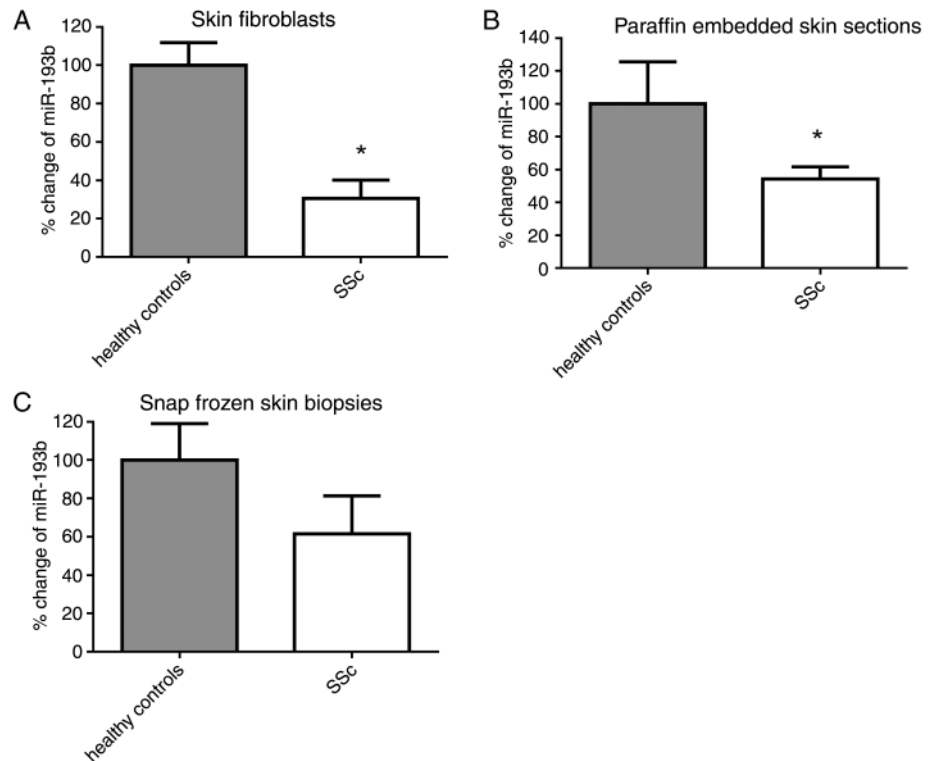 A
Skin fibroblasts
% change of miR-193b
120
100
80
60
40
20
0
*
healthy controls
SSc
B
Paraffin embedded skin sections
% change of miR-193b
140
120
100
80
60
40
20
0
*
healthy controls
SSc
C
Snap frozen skin biopsies
% change of miR-193b
120
100
80
60
40
20
0
healthy controls
SSc